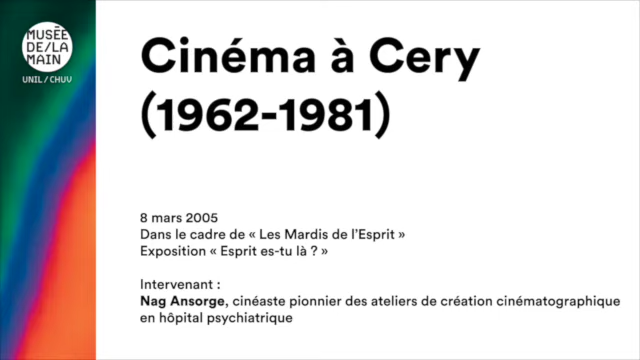 MUSÉE
DE/LA
MAIN
UNIL/CHUV
Cinéma à Cery
(1962-1981)
8 mars 2005
Dans le cadre de « Les Mardis de l'Esprit »
Exposition « Esprit es-tu là ? »
Intervenant :
Nag Ansorge, cinéaste pionnier des ateliers de création cinématographique
en hôpital psychiatrique